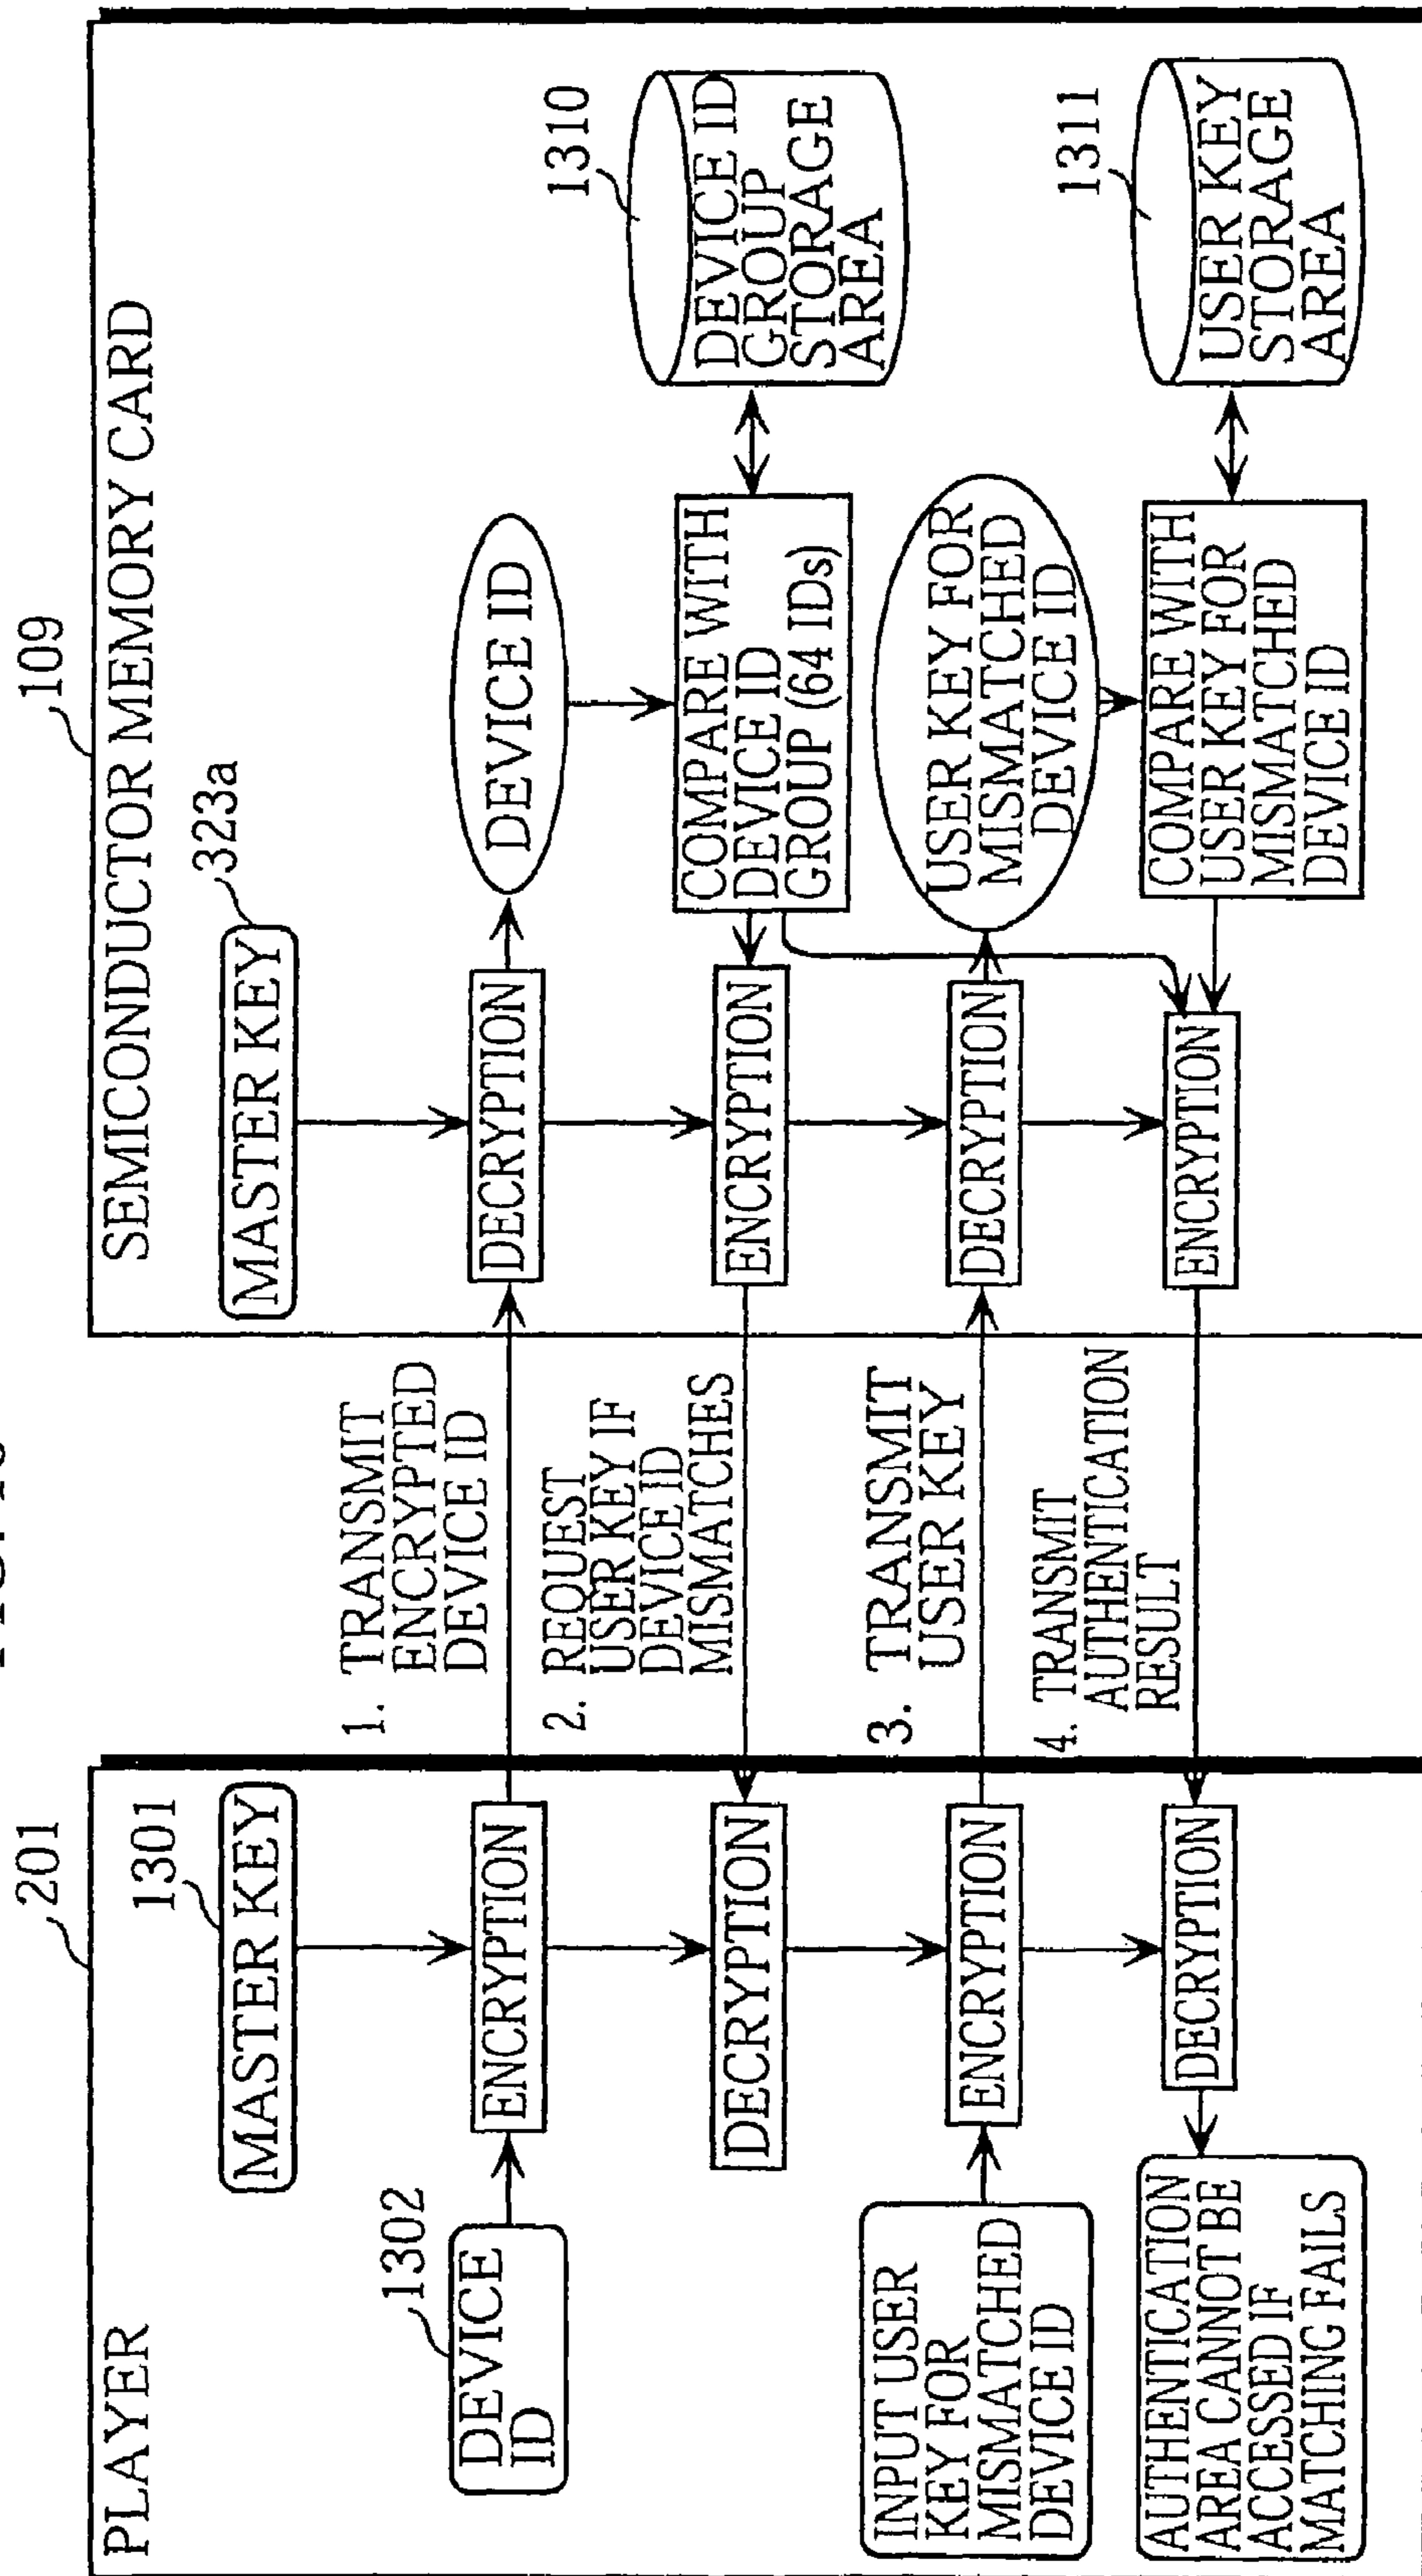 201
PLAYER
1301
MASTER KEY
1302
DEVICE
ID
ENCRYPTION
DECRYPTION
INPUT USER
KEY FOR
MISMATCHED
DEVICE ID
ENCRYPTION
AUTHENTICATION
AREA CANNOT BE
ACCESSED IF
MATCHING FAILS
DECRYPTION
1. TRANSMIT
ENCRYPTED
DEVICE ID
2. REQUEST
USER KEY IF
DEVICE ID
MISMATCHES
3. TRANSMIT
USER KEY
4. TRANSMIT
AUTHENTICATION
RESULT
109
SEMICONDUCTOR MEMORY CARD
323a
MASTER KEY
DECRYPTION
DEVICE ID
ENCRYPTION
COMPARE WITH
DEVICE ID
GROUP (64 IDs)
1310
DEVICE ID
GROUP
STORAGE
AREA
DECRYPTION
USER KEY FOR
MISMATCHED
DEVICE ID
ENCRYPTION
COMPARE WITH
USER KEY FOR
MISMATCHED
DEVICE ID
1311
USER KEY
STORAGE
AREA